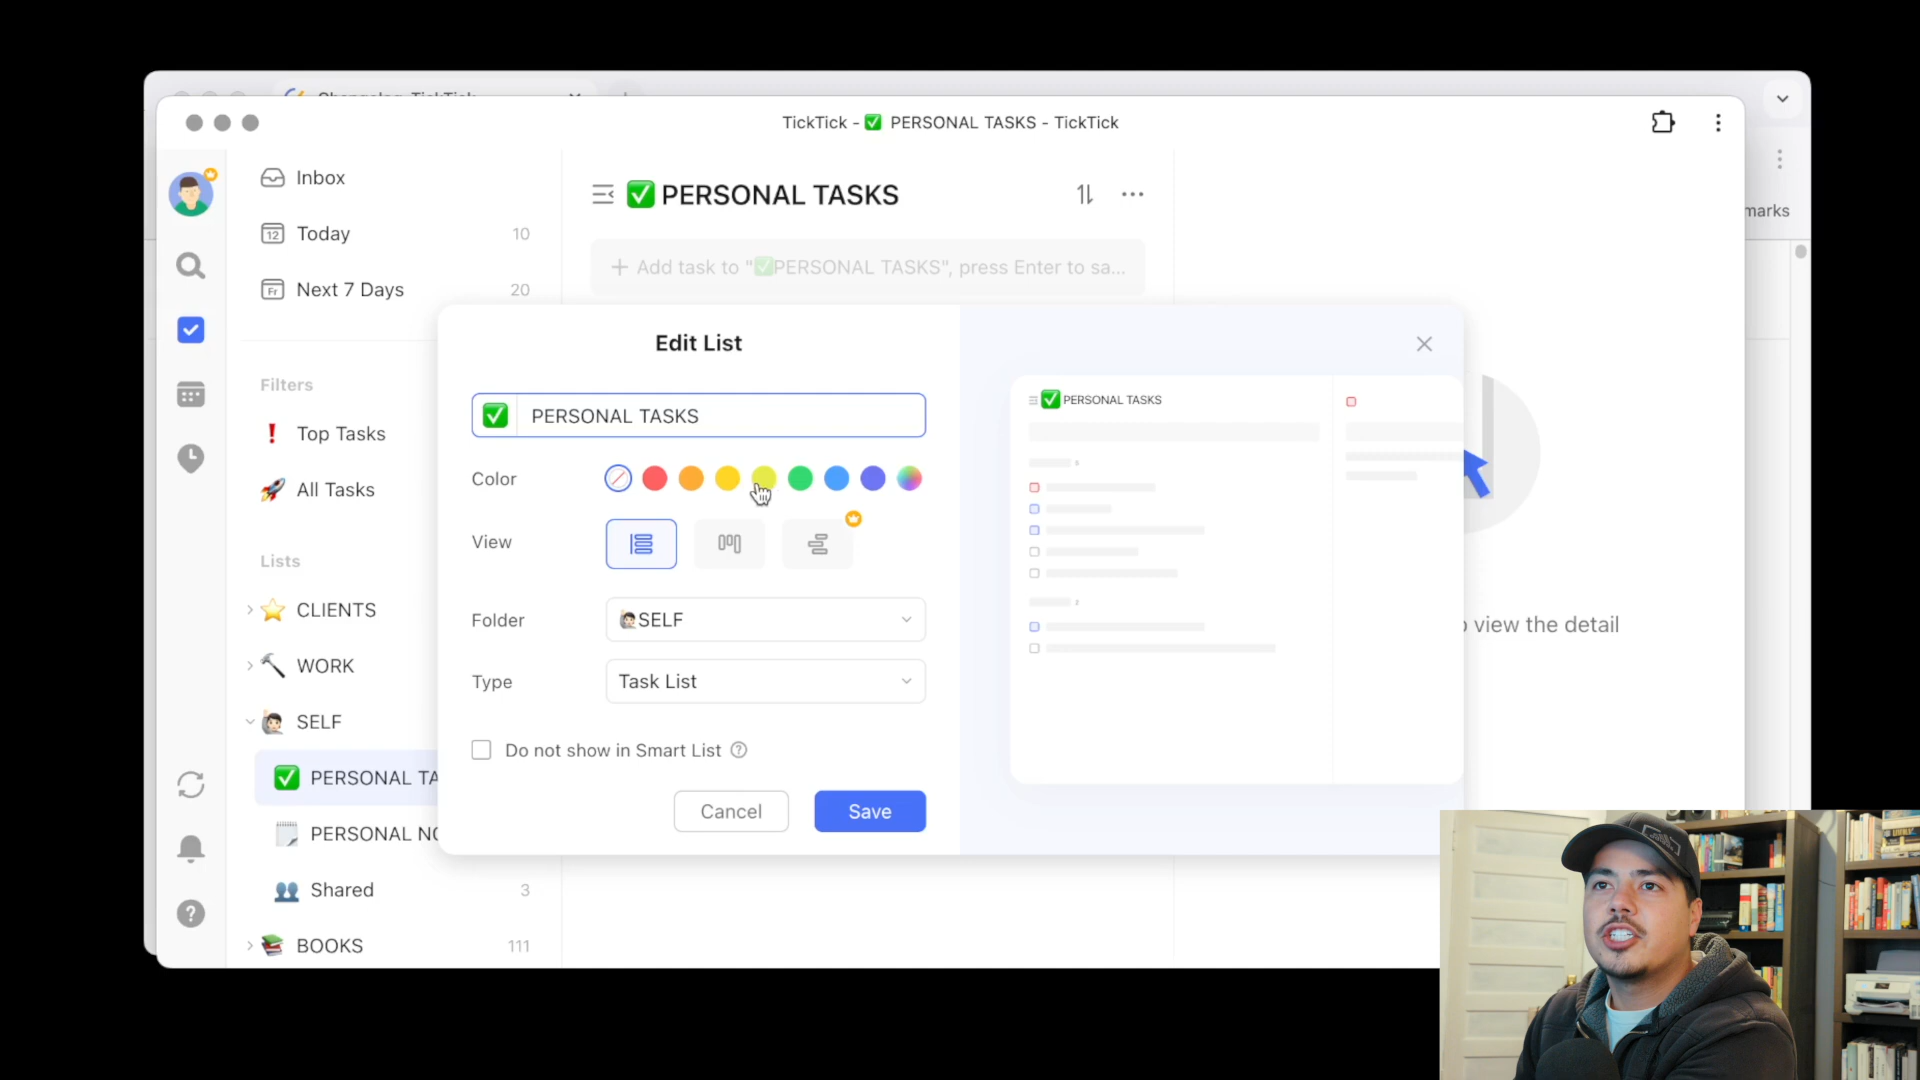 TickTick - ✅ PERSONAL TASKS - TickTick
marks
Inbox
Today 10
12
Next 7 Days 20
Fr
Filters
Top Tasks
All Tasks
Lists
CLIENTS
WORK
SELF
PERSONAL TA
PERSONAL NO
Shared 3
BOOKS 111
✅ PERSONAL TASKS
+ Add task to "✅PERSONAL TASKS", press Enter to sa...
Edit List
PERSONAL TASKS
Color
View
Folder SELF
Type Task List
Do not show in Smart List
Cancel Save
✅ PERSONAL TASKS
view the detail